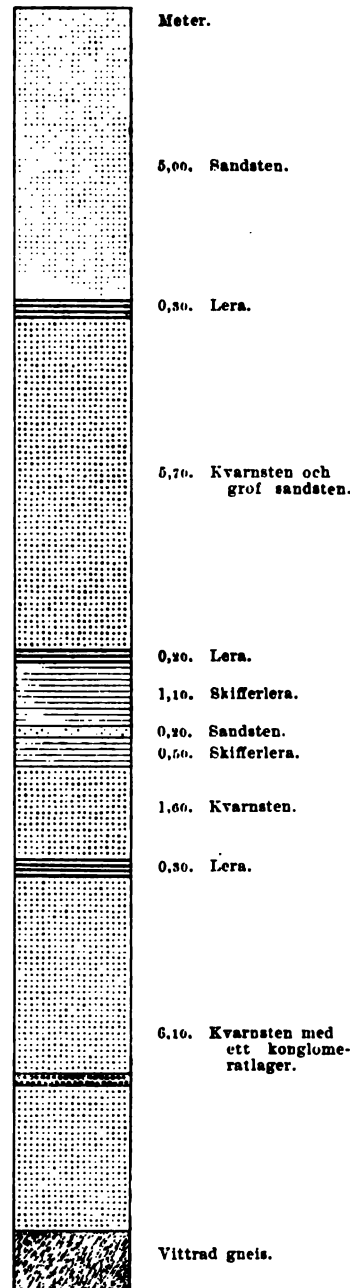 Meter.
5,00. Sandsten.
0,30. Lera.
5,70. Kvarnsten och
grof sandsten.
0,20. Lera.
1,10. Skifferlera.
0,20. Sandsten.
0,50. Skifferlera.
1,60. Kvarnsten.
0,30. Lera.
6,10. Kvarnsten med
ett konglome-
ratlager.
Vittrad gneis.